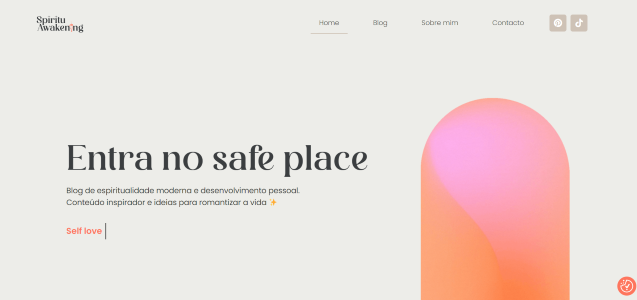 Spiritu
Awakening
Home
Blog
Sobre mim
Contacto
Entra no safe place
Blog de espiritualidade moderna e desenvolvimento pessoal.
Conteúdo inspirador e ideias para romantizar a vida ✨
Self love